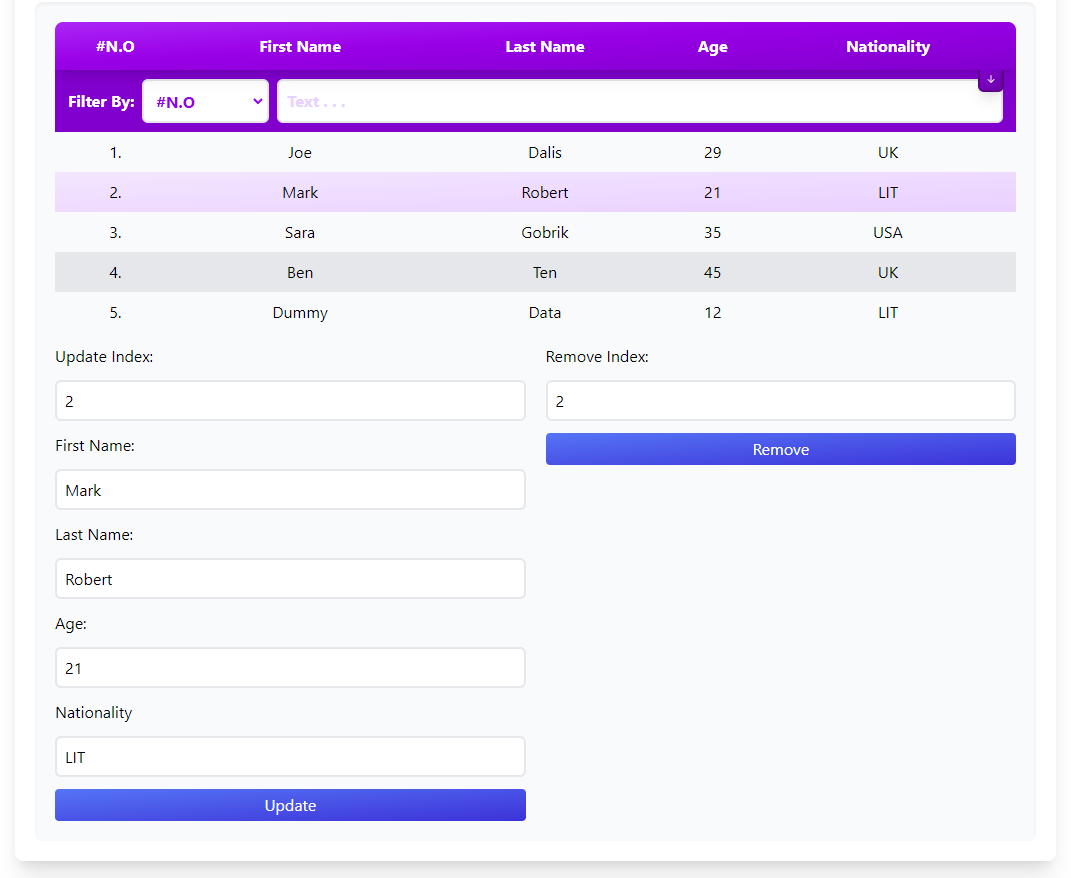 #N.O First Name Last Name Age Nationality
↓
Filter By: #N.O Text . . .
1. Joe Dalis 29 UK
2. Mark Robert 21 LIT
3. Sara Gobrik 35 USA
4. Ben Ten 45 UK
5. Dummy Data 12 LIT
Update Index: Remove Index:
2 2
First Name: Remove
Mark
Last Name:
Robert
Age:
21
Nationality
LIT
Update